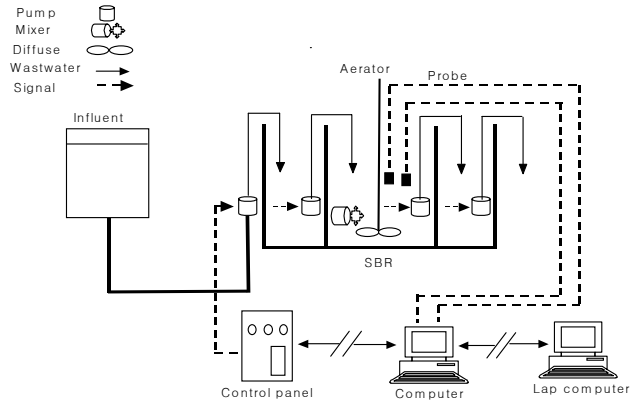 Pump
Mixer
Diffuse
Wastwater
Signal
Influent
Aerator
Probe
SBR
Control panel
Computer
Lap computer